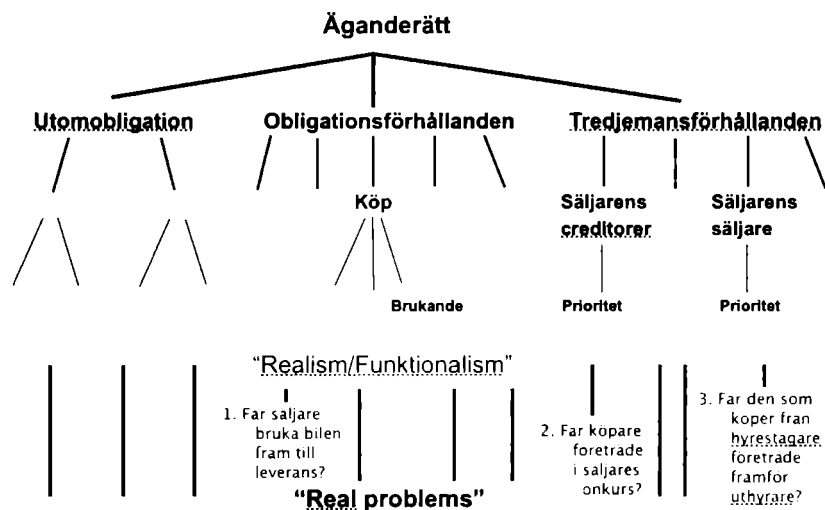 Äganderätt
Utomobligation
Obligationsförhållanden
Tredjemansförhållanden
Köp
Säljarens
creditorer
Säljarens
säljare
Brukande
Prioritet
Prioritet
"Realism/Funktionalism"
1. Far saljare
bruka bilen
fram till
leverans?
2. Far köpare
foretrade
i saljares
onkurs?
3. Far den som
koper från
hyrestagare
företrade
framfor
uthyrare?
"Real problems"